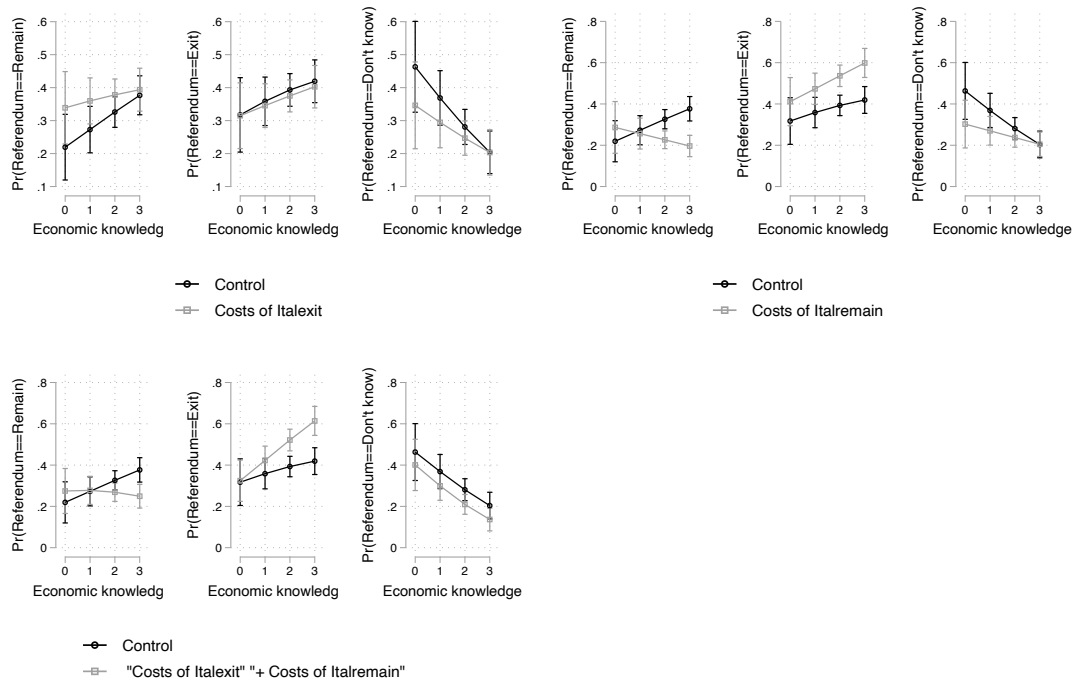 Pr(Referendum==Remain)
.6
.5
.4
.3
.2
.1
0 1 2 3
Economic knowledg
Pr(Referendum==Exit)
.6
.5
.4
.3
.2
.1
0 1 2 3
Economic knowledg
Pr(Referendum==Don't know)
.6
.5
.4
.3
.2
.1
0 1 2 3
Economic knowledge
Control
Costs of Italexit
Pr(Referendum==Remain)
.8
.6
.4
.2
0
0 1 2 3
Economic knowledg
Pr(Referendum==Exit)
.8
.6
.4
.2
0
0 1 2 3
Economic knowledg
Pr(Referendum==Don't know)
.8
.6
.4
.2
0
0 1 2 3
Economic knowledge
Control
Costs of Italremain
Pr(Referendum==Remain)
.8
.6
.4
.2
0
0 1 2 3
Economic knowledg
Pr(Referendum==Exit)
.8
.6
.4
.2
0
0 1 2 3
Economic knowledg
Pr(Referendum==Don't know)
.8
.6
.4
.2
0
0 1 2 3
Economic knowledge
Control
"Costs of Italexit" "+ Costs of Italremain"